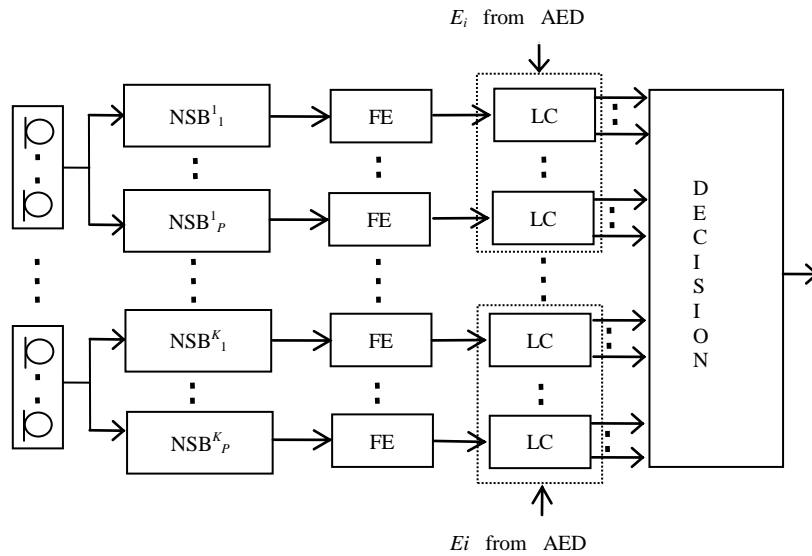 E_i from AED
NSB^1_1 FE LC
NSB^1_P FE LC
DECISION
NSB^K_1 FE LC
NSB^K_P FE LC
Ei from AED